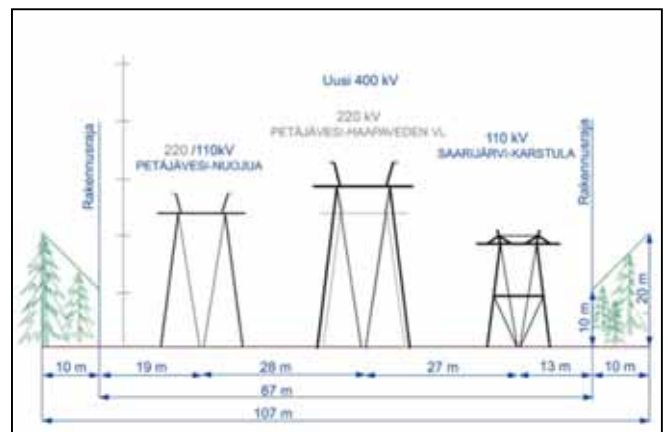 Uusi 400 kV
220 kV
PETÄJÄVESI-HAAPAVEDEN VL
220 /110kV
PETÄJÄVESI-NUOJUA
110 kV
SAARIJÄRVI-KARSTULA
Rakennusraja
Rakennusraja
10 m
20 m
10 m
19 m
28 m
27 m
13 m
10 m
87 m
107 m